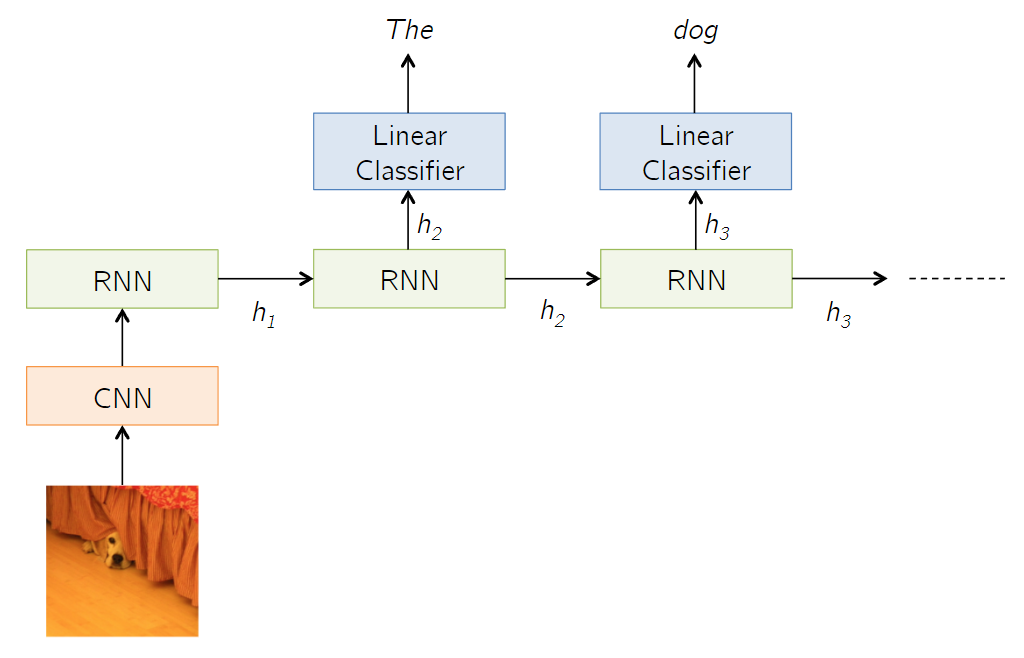 The
dog
Linear
Classifier
Linear
Classifier
h2
h3
RNN
RNN
RNN
h1
h2
h3
CNN